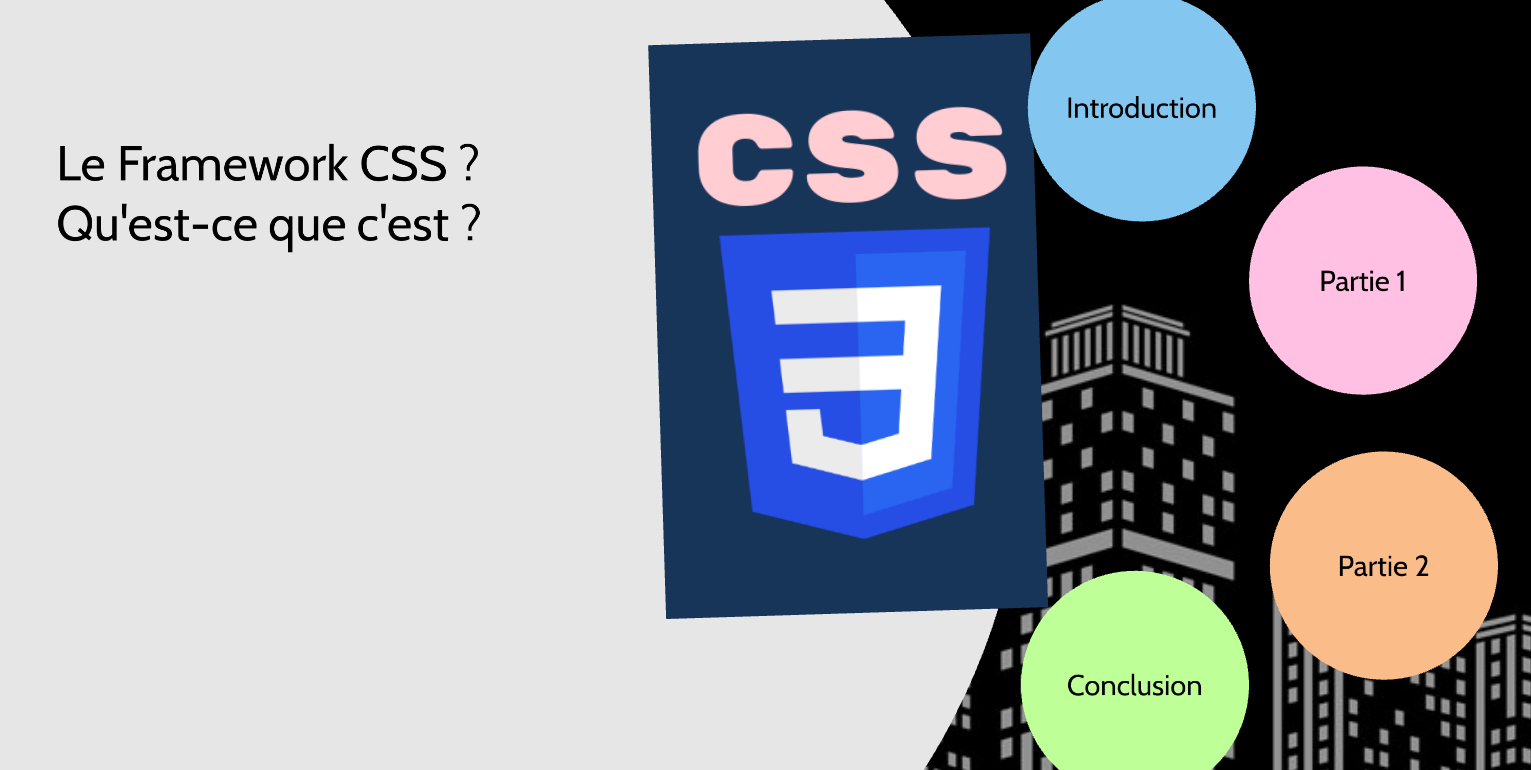 Le Framework CSS ?
Qu'est-ce que c'est ?
CSS
3
Introduction
Partie 1
Partie 2
Conclusion